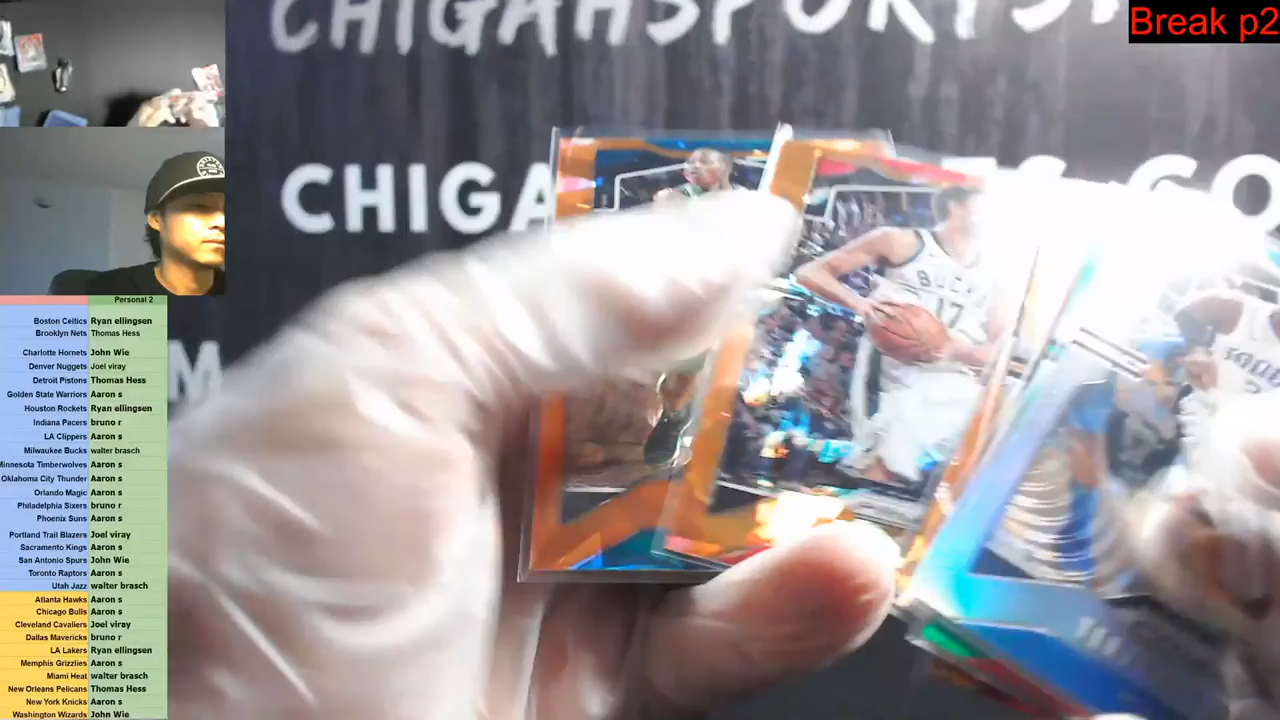 CHIGAHSPORTS
Break p2
CHIGA
GO
M
BUCKS
17
Personal 2
Boston Celtics Ryan ellingsen
Brooklyn Nets Thomas Hess
Charlotte Hornets John Wie
Denver Nuggets Joel viray
Detroit Pistons Thomas Hess
Golden State Warriors Aaron s
Houston Rockets Ryan ellingsen
Indiana Pacers bruno r
LA Clippers Aaron s
Milwaukee Bucks walter brasch
Minnesota Timberwolves Aaron s
Oklahoma City Thunder Aaron s
Orlando Magic Aaron s
Philadelphia Sixers bruno r
Phoenix Suns Aaron s
Portland Trail Blazers Joel viray
Sacramento Kings Aaron s
San Antonio Spurs John Wie
Toronto Raptors Aaron s
Utah Jazz walter brasch
Atlanta Hawks Aaron s
Chicago Bulls Aaron s
Cleveland Cavaliers Joel viray
Dallas Mavericks bruno r
LA Lakers Ryan ellingsen
Memphis Grizzlies Aaron s
Miami Heat walter brasch
New Orleans Pelicans Thomas Hess
New York Knicks Aaron s
Washington Wizards John Wie